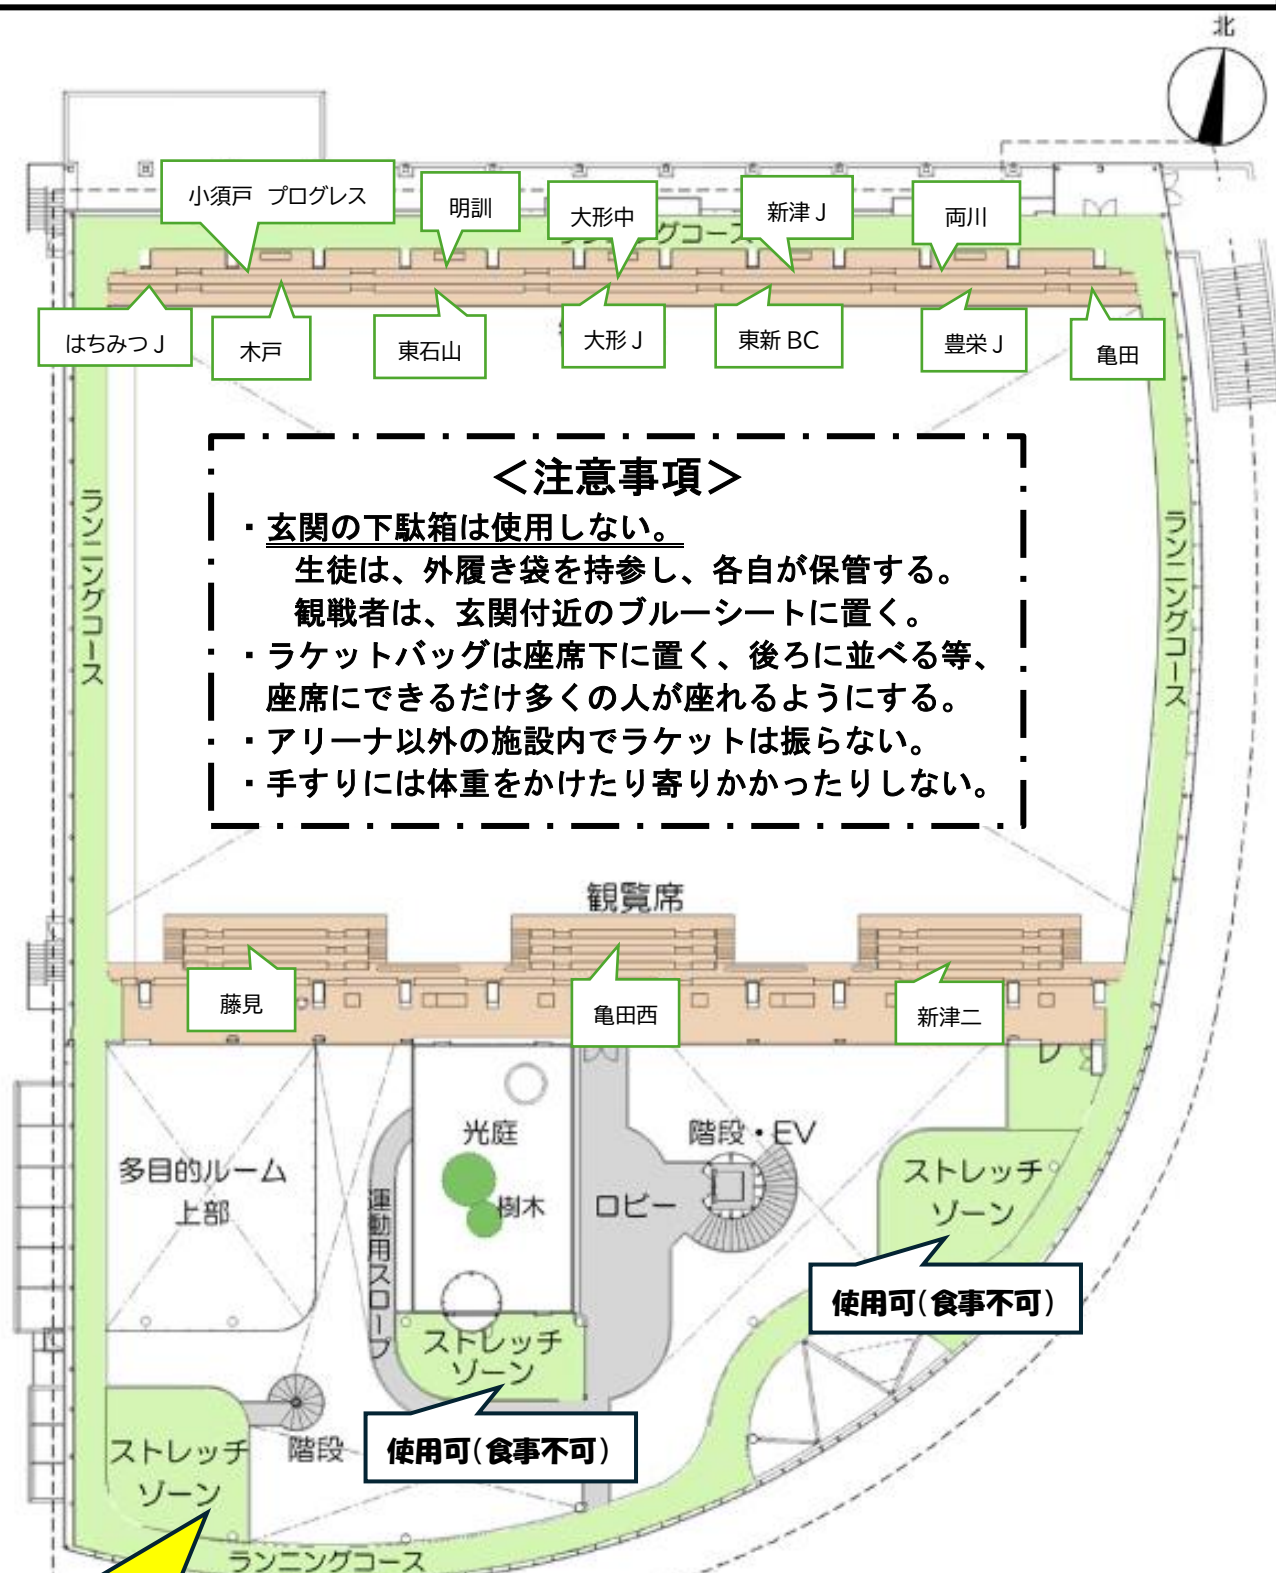 北
小須戸　プログレス
明訓
大形中
新津J
両川
ランニングコース
はちみつJ
木戸
東石山
大形J
東新BC
豊栄J
亀田
＜注意事項＞
・玄関の下駄箱は使用しない。
生徒は、外履き袋を持参し、各自が保管する。
観戦者は、玄関付近のブルーシートに置く。
・ラケットバッグは座席下に置く、後ろに並べる等、
座席にできるだけ多くの人が座れるようにする。
・アリーナ以外の施設内でラケットは振らない。
・手すりには体重をかけたり寄りかかったりしない。
ランニングコース
ランニングコース
観覧席
藤見
亀田西
新津二
光庭
階段・EV
多目的ルーム
上部
樹木
ロビー
運動用スロープ
ストレッチ
ゾーン
使用可(食事不可)
ストレッチ
ゾーン
使用可(食事不可)
階段
ストレッチ
ゾーン
ランニングコース